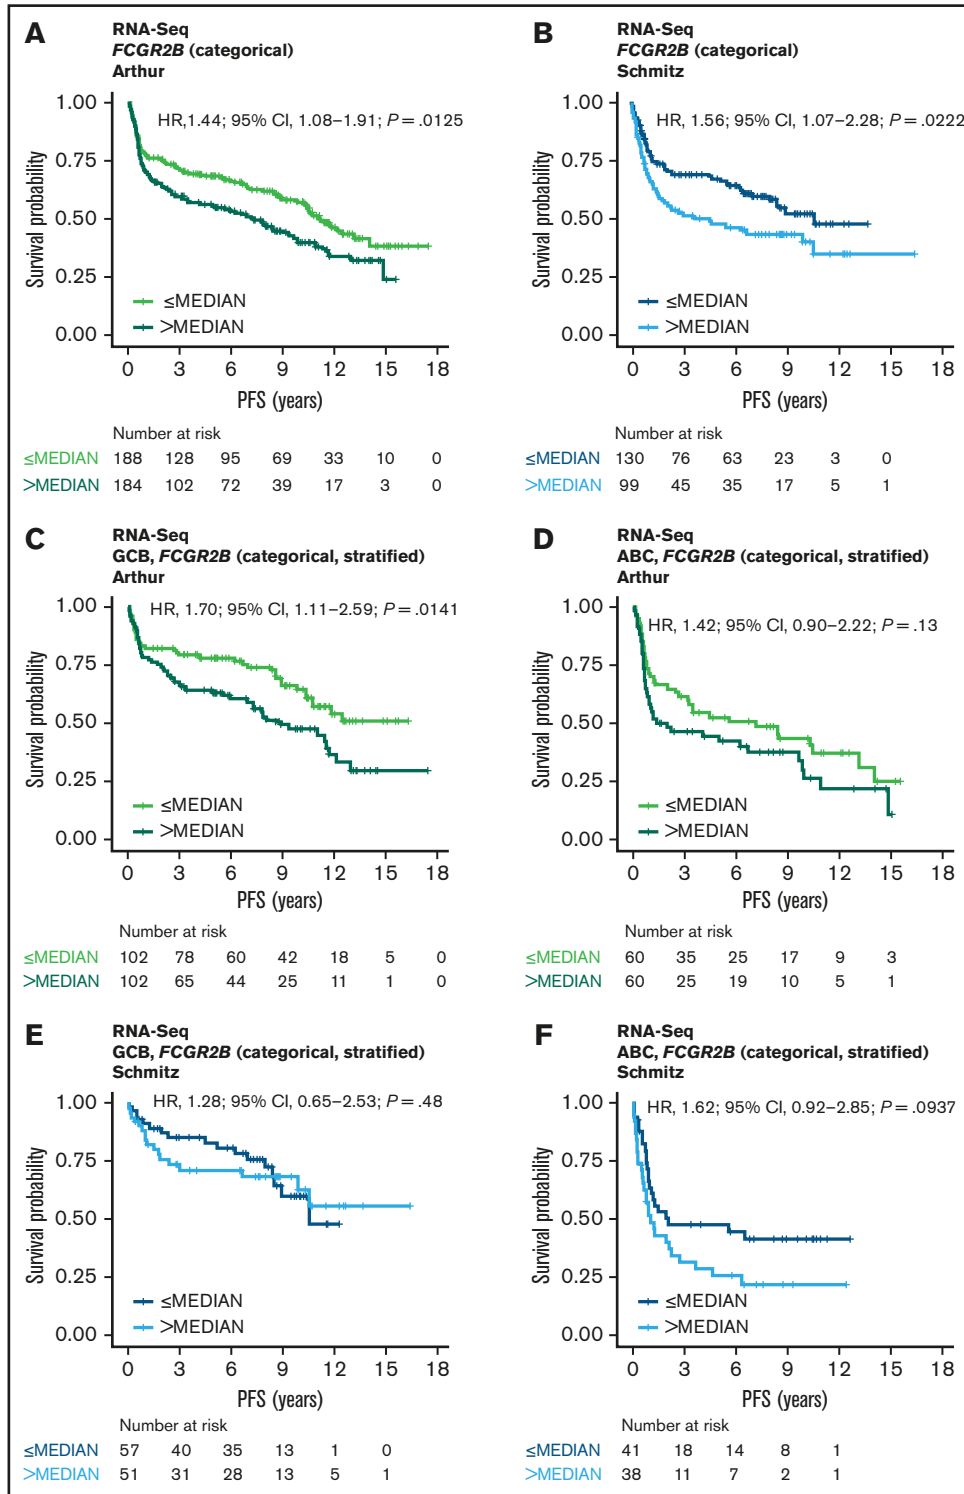 A
RNA-Seq
FCGR2B (categorical)
Arthur
HR,1.44; 95% CI, 1.08–1.91; P = .0125
Survival probability
1.00
0.75
0.50
0.25
0.00
≤MEDIAN
>MEDIAN
0 3 6 9 12 15 18
PFS (years)
Number at risk
≤MEDIAN 188 128 95 69 33 10 0
>MEDIAN 184 102 72 39 17 3 0
B
RNA-Seq
FCGR2B (categorical)
Schmitz
HR, 1.56; 95% CI, 1.07–2.28; P = .0222
Survival probability
1.00
0.75
0.50
0.25
0.00
≤MEDIAN
>MEDIAN
0 3 6 9 12 15 18
PFS (years)
Number at risk
≤MEDIAN 130 76 63 23 3 0
>MEDIAN 99 45 35 17 5 1
C
RNA-Seq
GCB, FCGR2B (categorical, stratified)
Arthur
HR, 1.70; 95% CI, 1.11–2.59; P = .0141
Survival probability
1.00
0.75
0.50
0.25
0.00
≤MEDIAN
>MEDIAN
0 3 6 9 12 15 18
PFS (years)
Number at risk
≤MEDIAN 102 78 60 42 18 5 0
>MEDIAN 102 65 44 25 11 1 0
D
RNA-Seq
ABC, FCGR2B (categorical, stratified)
Arthur
HR, 1.42; 95% CI, 0.90–2.22; P = .13
Survival probability
1.00
0.75
0.50
0.25
0.00
≤MEDIAN
>MEDIAN
0 3 6 9 12 15 18
PFS (years)
Number at risk
≤MEDIAN 60 35 25 17 9 3
>MEDIAN 60 25 19 10 5 1
E
RNA-Seq
GCB, FCGR2B (categorical, stratified)
Schmitz
HR, 1.28; 95% CI, 0.65–2.53; P = .48
Survival probability
1.00
0.75
0.50
0.25
0.00
≤MEDIAN
>MEDIAN
0 3 6 9 12 15 18
PFS (years)
Number at risk
≤MEDIAN 57 40 35 13 1 0
>MEDIAN 51 31 28 13 5 1
F
RNA-Seq
ABC, FCGR2B (categorical, stratified)
Schmitz
HR, 1.62; 95% CI, 0.92–2.85; P = .0937
Survival probability
1.00
0.75
0.50
0.25
0.00
≤MEDIAN
>MEDIAN
0 3 6 9 12 15 18
PFS (years)
Number at risk
≤MEDIAN 41 18 14 8 1
>MEDIAN 38 11 7 2 1